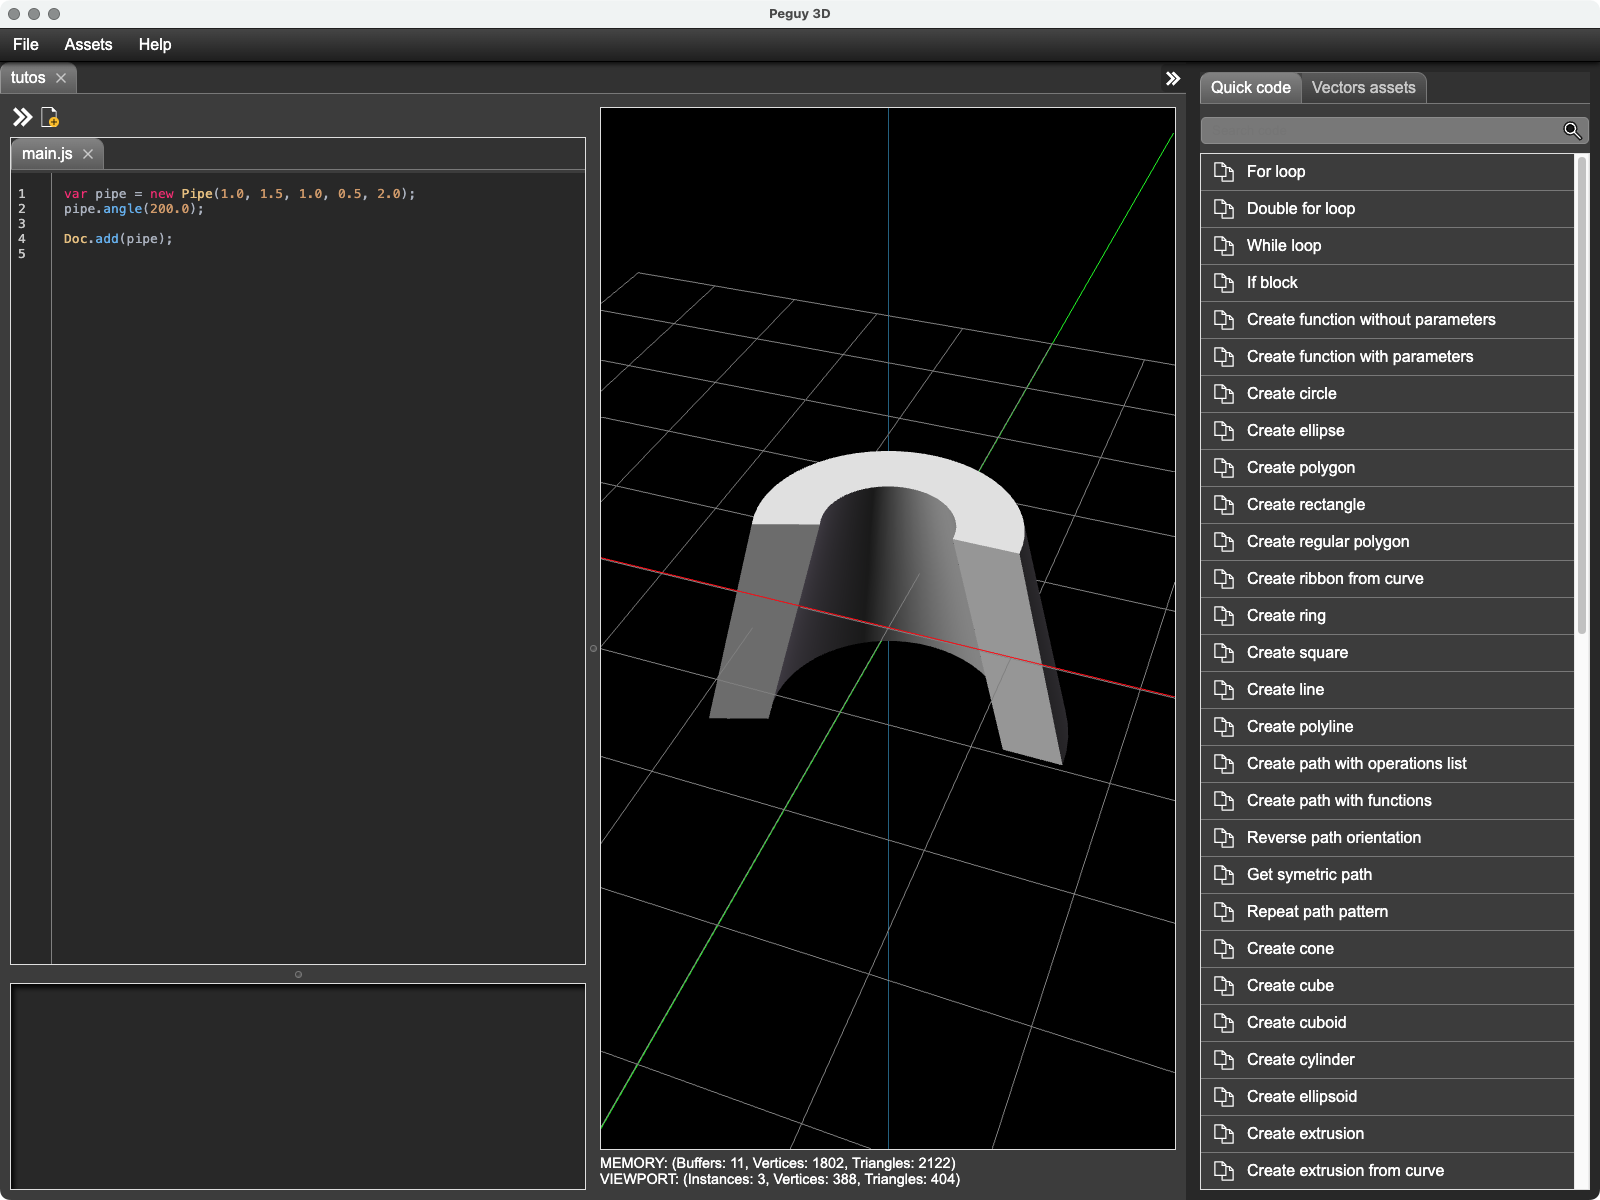 Peguy 3D
File Assets Help
tutos
main.js
1 var pipe = new Pipe(1.0, 1.5, 1.0, 0.5, 2.0);
2 pipe.angle(200.0);
3
4 Doc.add(pipe);
5
MEMORY: (Buffers: 11, Vertices: 1802, Triangles: 2122)
VIEWPORT: (Instances: 3, Vertices: 388, Triangles: 404)
Quick code Vectors assets
For loop
Double for loop
While loop
If block
Create function without parameters
Create function with parameters
Create circle
Create ellipse
Create polygon
Create rectangle
Create regular polygon
Create ribbon from curve
Create ring
Create square
Create line
Create polyline
Create path with operations list
Create path with functions
Reverse path orientation
Get symetric path
Repeat path pattern
Create cone
Create cube
Create cuboid
Create cylinder
Create ellipsoid
Create extrusion
Create extrusion from curve